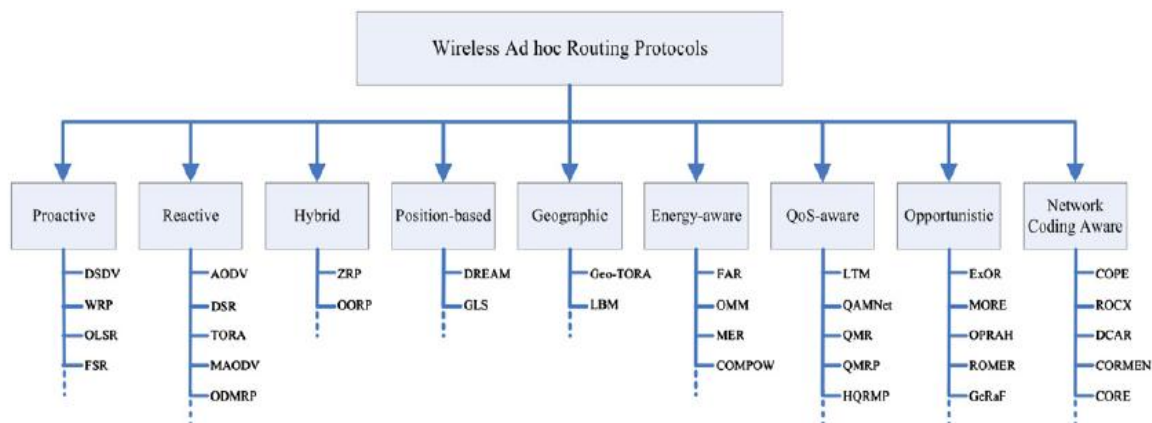 Wireless Ad hoc Routing Protocols
Proactive
Reactive
Hybrid
Position-based
Geographic
Energy-aware
QoS-aware
Opportunistic
Network
Coding Aware
DSDV
WRP
OLSR
FSR
AODV
DSR
TORA
MAODV
ODMRP
ZRP
OORP
DREAM
GLS
Geo-TORA
LBM
FAR
OMM
MER
COMPOW
LTM
QAMNet
QMR
QMRP
HQRMP
ExOR
MORE
OPRAH
ROMER
GeRaF
COPE
ROCX
DCAR
CORMEN
CORE